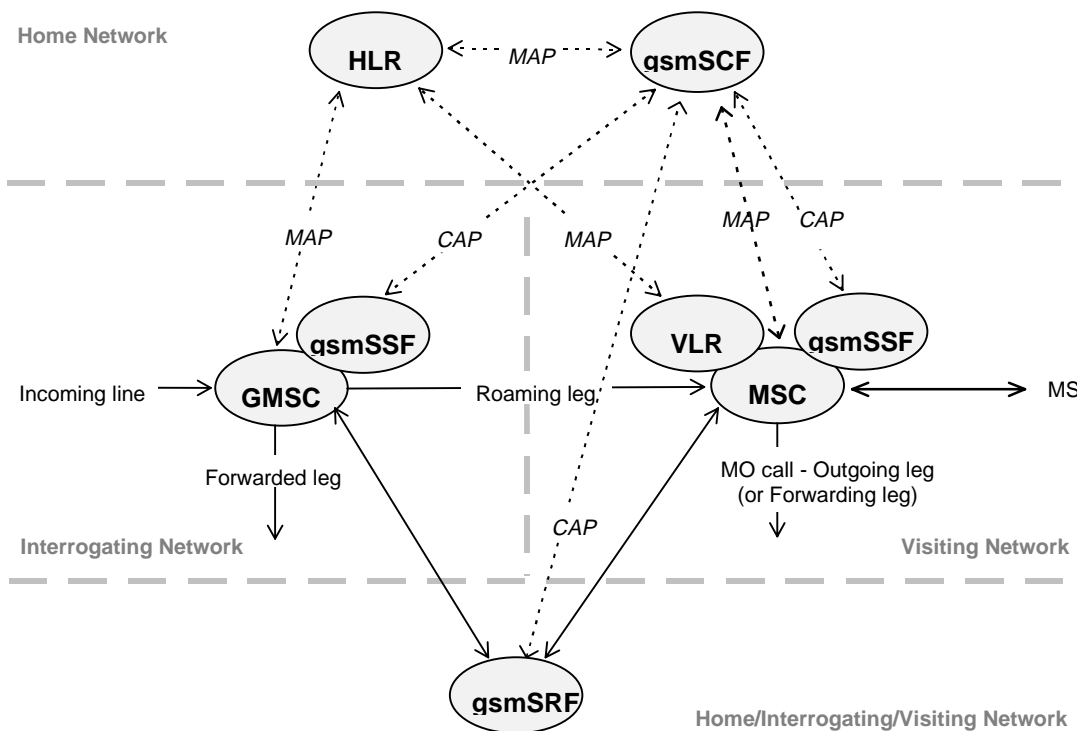 Home Network
HLR
MAP
gsmSCF
MAP
CAP
MAP
MAP
CAP
gsmSSF
VLR
gsmSSF
Incoming line
GMSC
Roaming leg
MSC
MS
Forwarded leg
MO call - Outgoing leg
(or Forwarding leg)
CAP
Interrogating Network
Visiting Network
gsmSRF
Home/Interrogating/Visiting Network